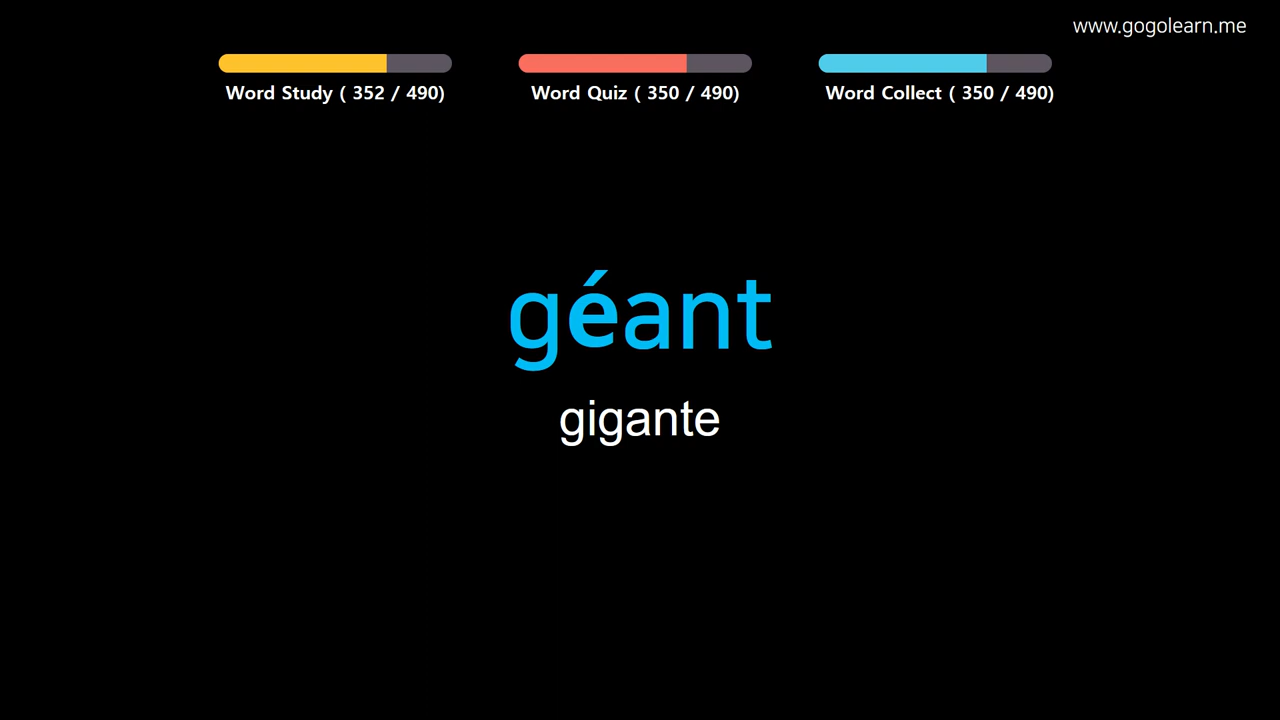 www.gogolearn.me
Word Study ( 352 / 490)
Word Quiz ( 350 / 490)
Word Collect ( 350 / 490)
géant
gigante